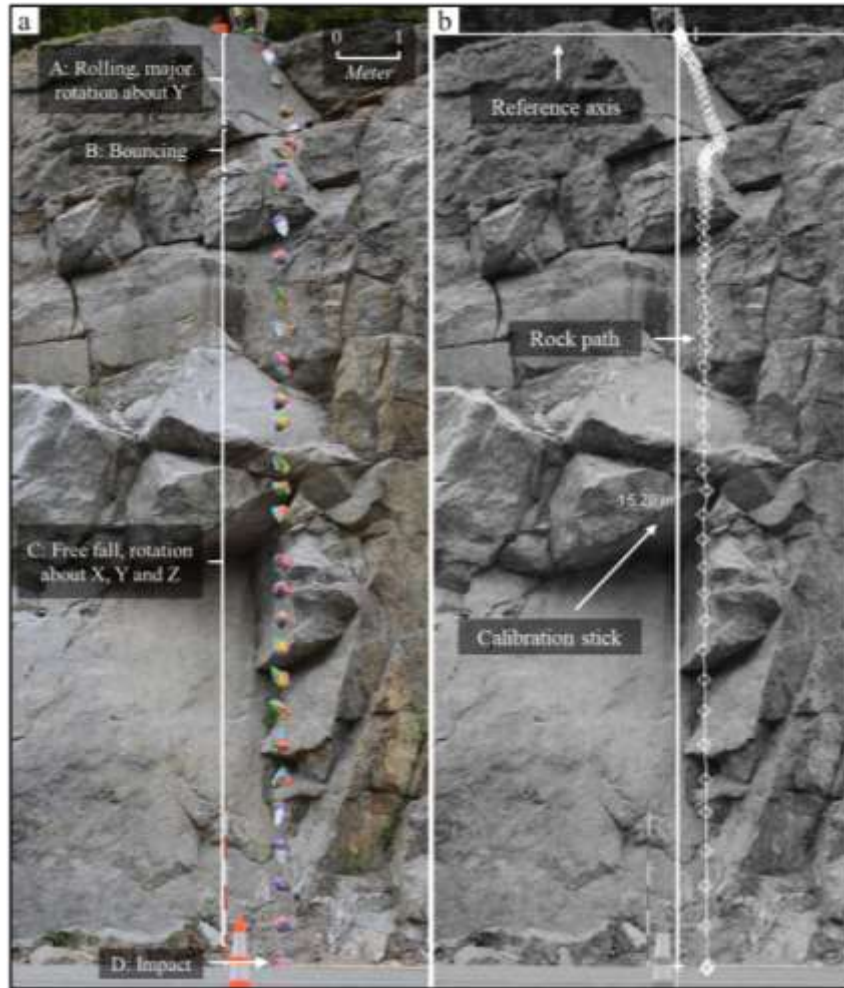 a
0 1
Meter
A: Rolling, major
rotation about Y
B: Bouncing
C: Free fall, rotation
about X, Y and Z
D: Impact
b
Reference axis
Rock path
15.20 m
Calibration stick